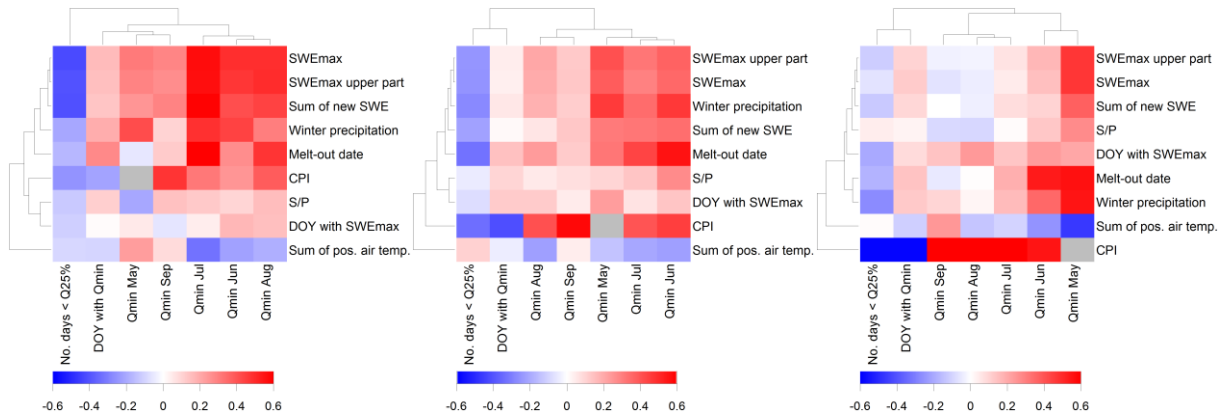 SWEmax
SWEmax upper part
Sum of new SWE
Winter precipitation
Melt-out date
CPI
S/P
DOY with SWEmax
Sum of pos. air temp.
No. days < Q25%
DOY with Qmin
Qmin May
Qmin Sep
Qmin Jul
Qmin Jun
Qmin Aug
-0.6 -0.4 -0.2 0 0.2 0.4 0.6
SWEmax upper part
SWEmax
Winter precipitation
Sum of new SWE
Melt-out date
S/P
DOY with SWEmax
CPI
Sum of pos. air temp.
No. days < Q25%
DOY with Qmin
Qmin Aug
Qmin Sep
Qmin May
Qmin Jul
Qmin Jun
-0.6 -0.4 -0.2 0 0.2 0.4 0.6
SWEmax upper part
SWEmax
Sum of new SWE
S/P
DOY with SWEmax
Melt-out date
Winter precipitation
Sum of pos. air temp.
CPI
No. days < Q25%
DOY with Qmin
Qmin Sep
Qmin Aug
Qmin Jul
Qmin Jun
Qmin May
-0.6 -0.4 -0.2 0 0.2 0.4 0.6